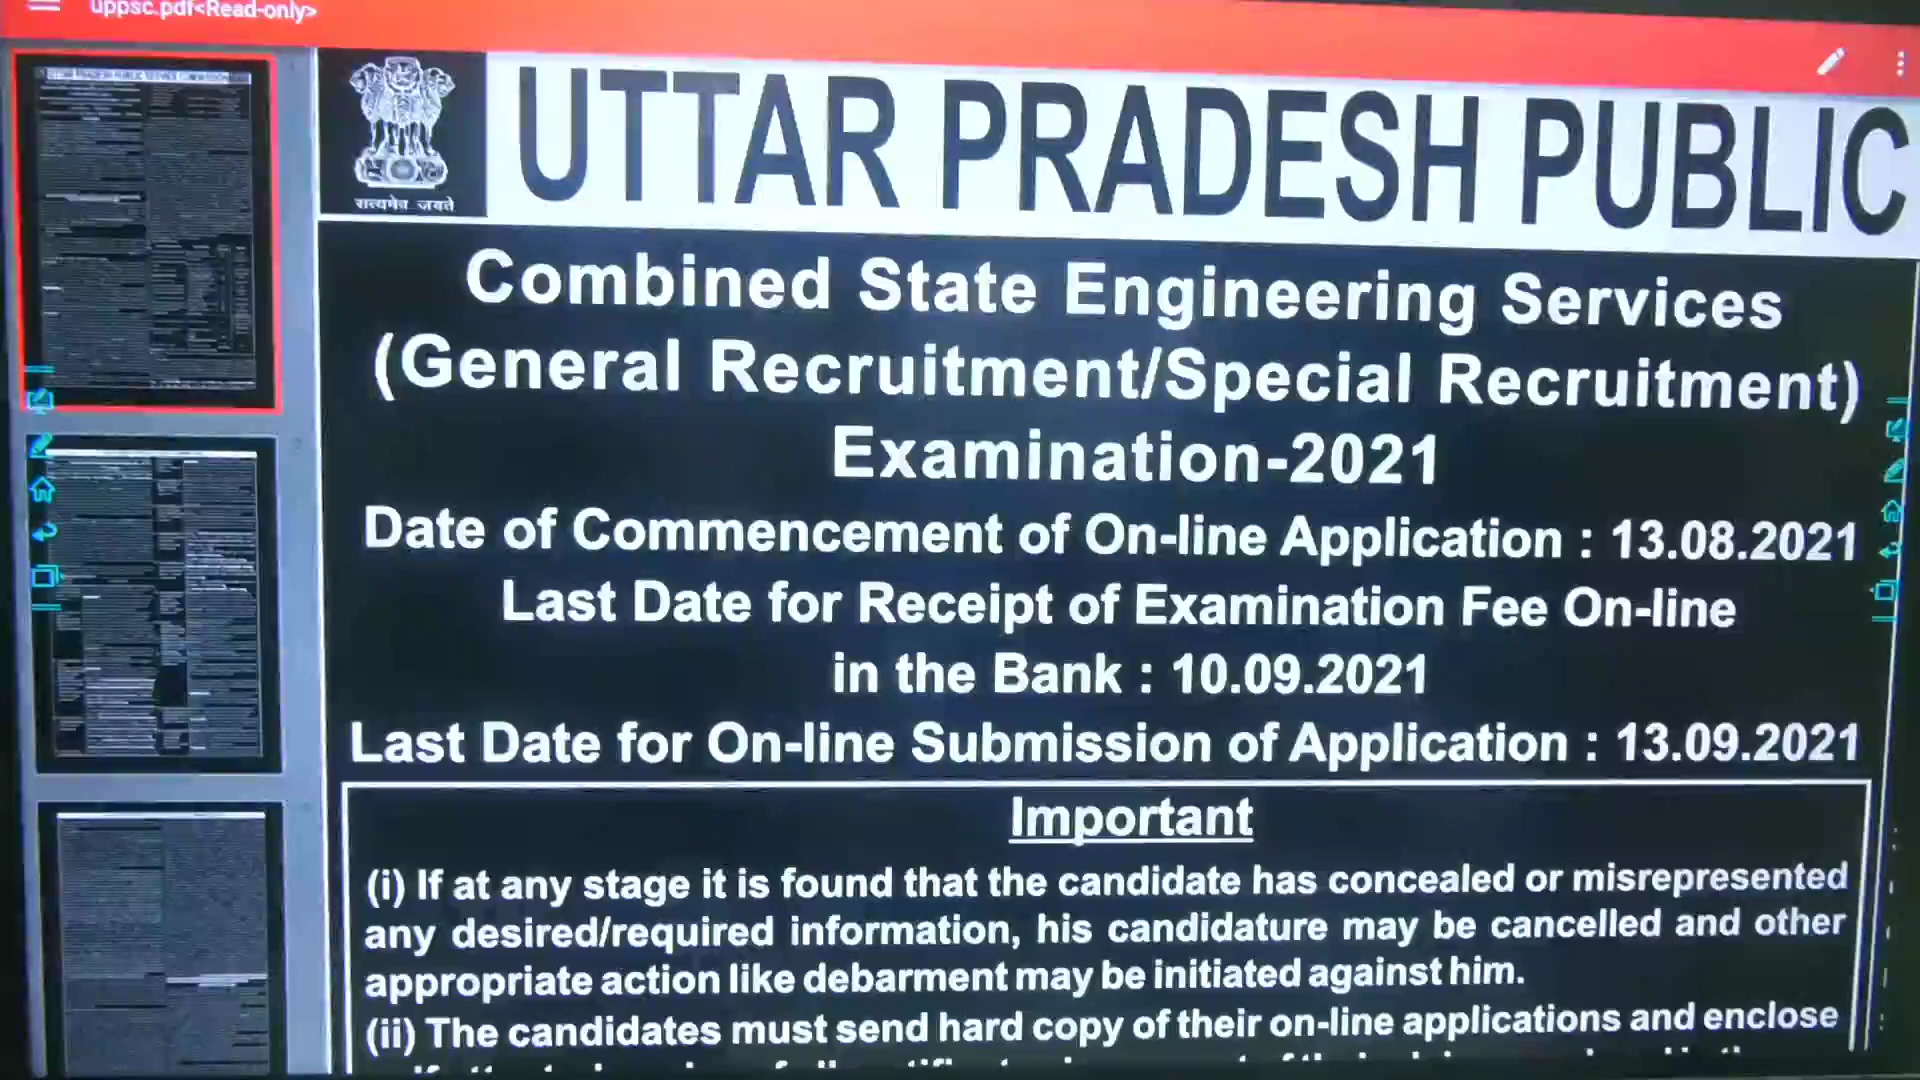 uppsc.pdf<Read-only>
सत्यमेव जयते
UTTAR PRADESH PUBLIC
Combined State Engineering Services
(General Recruitment/Special Recruitment)
Examination-2021
Date of Commencement of On-line Application : 13.08.2021
Last Date for Receipt of Examination Fee On-line
in the Bank : 10.09.2021
Last Date for On-line Submission of Application : 13.09.2021
Important
(i) If at any stage it is found that the candidate has concealed or misrepresented
any desired/required information, his candidature may be cancelled and other
appropriate action like debarment may be initiated against him.
(ii) The candidates must send hard copy of their on-line applications and enclose